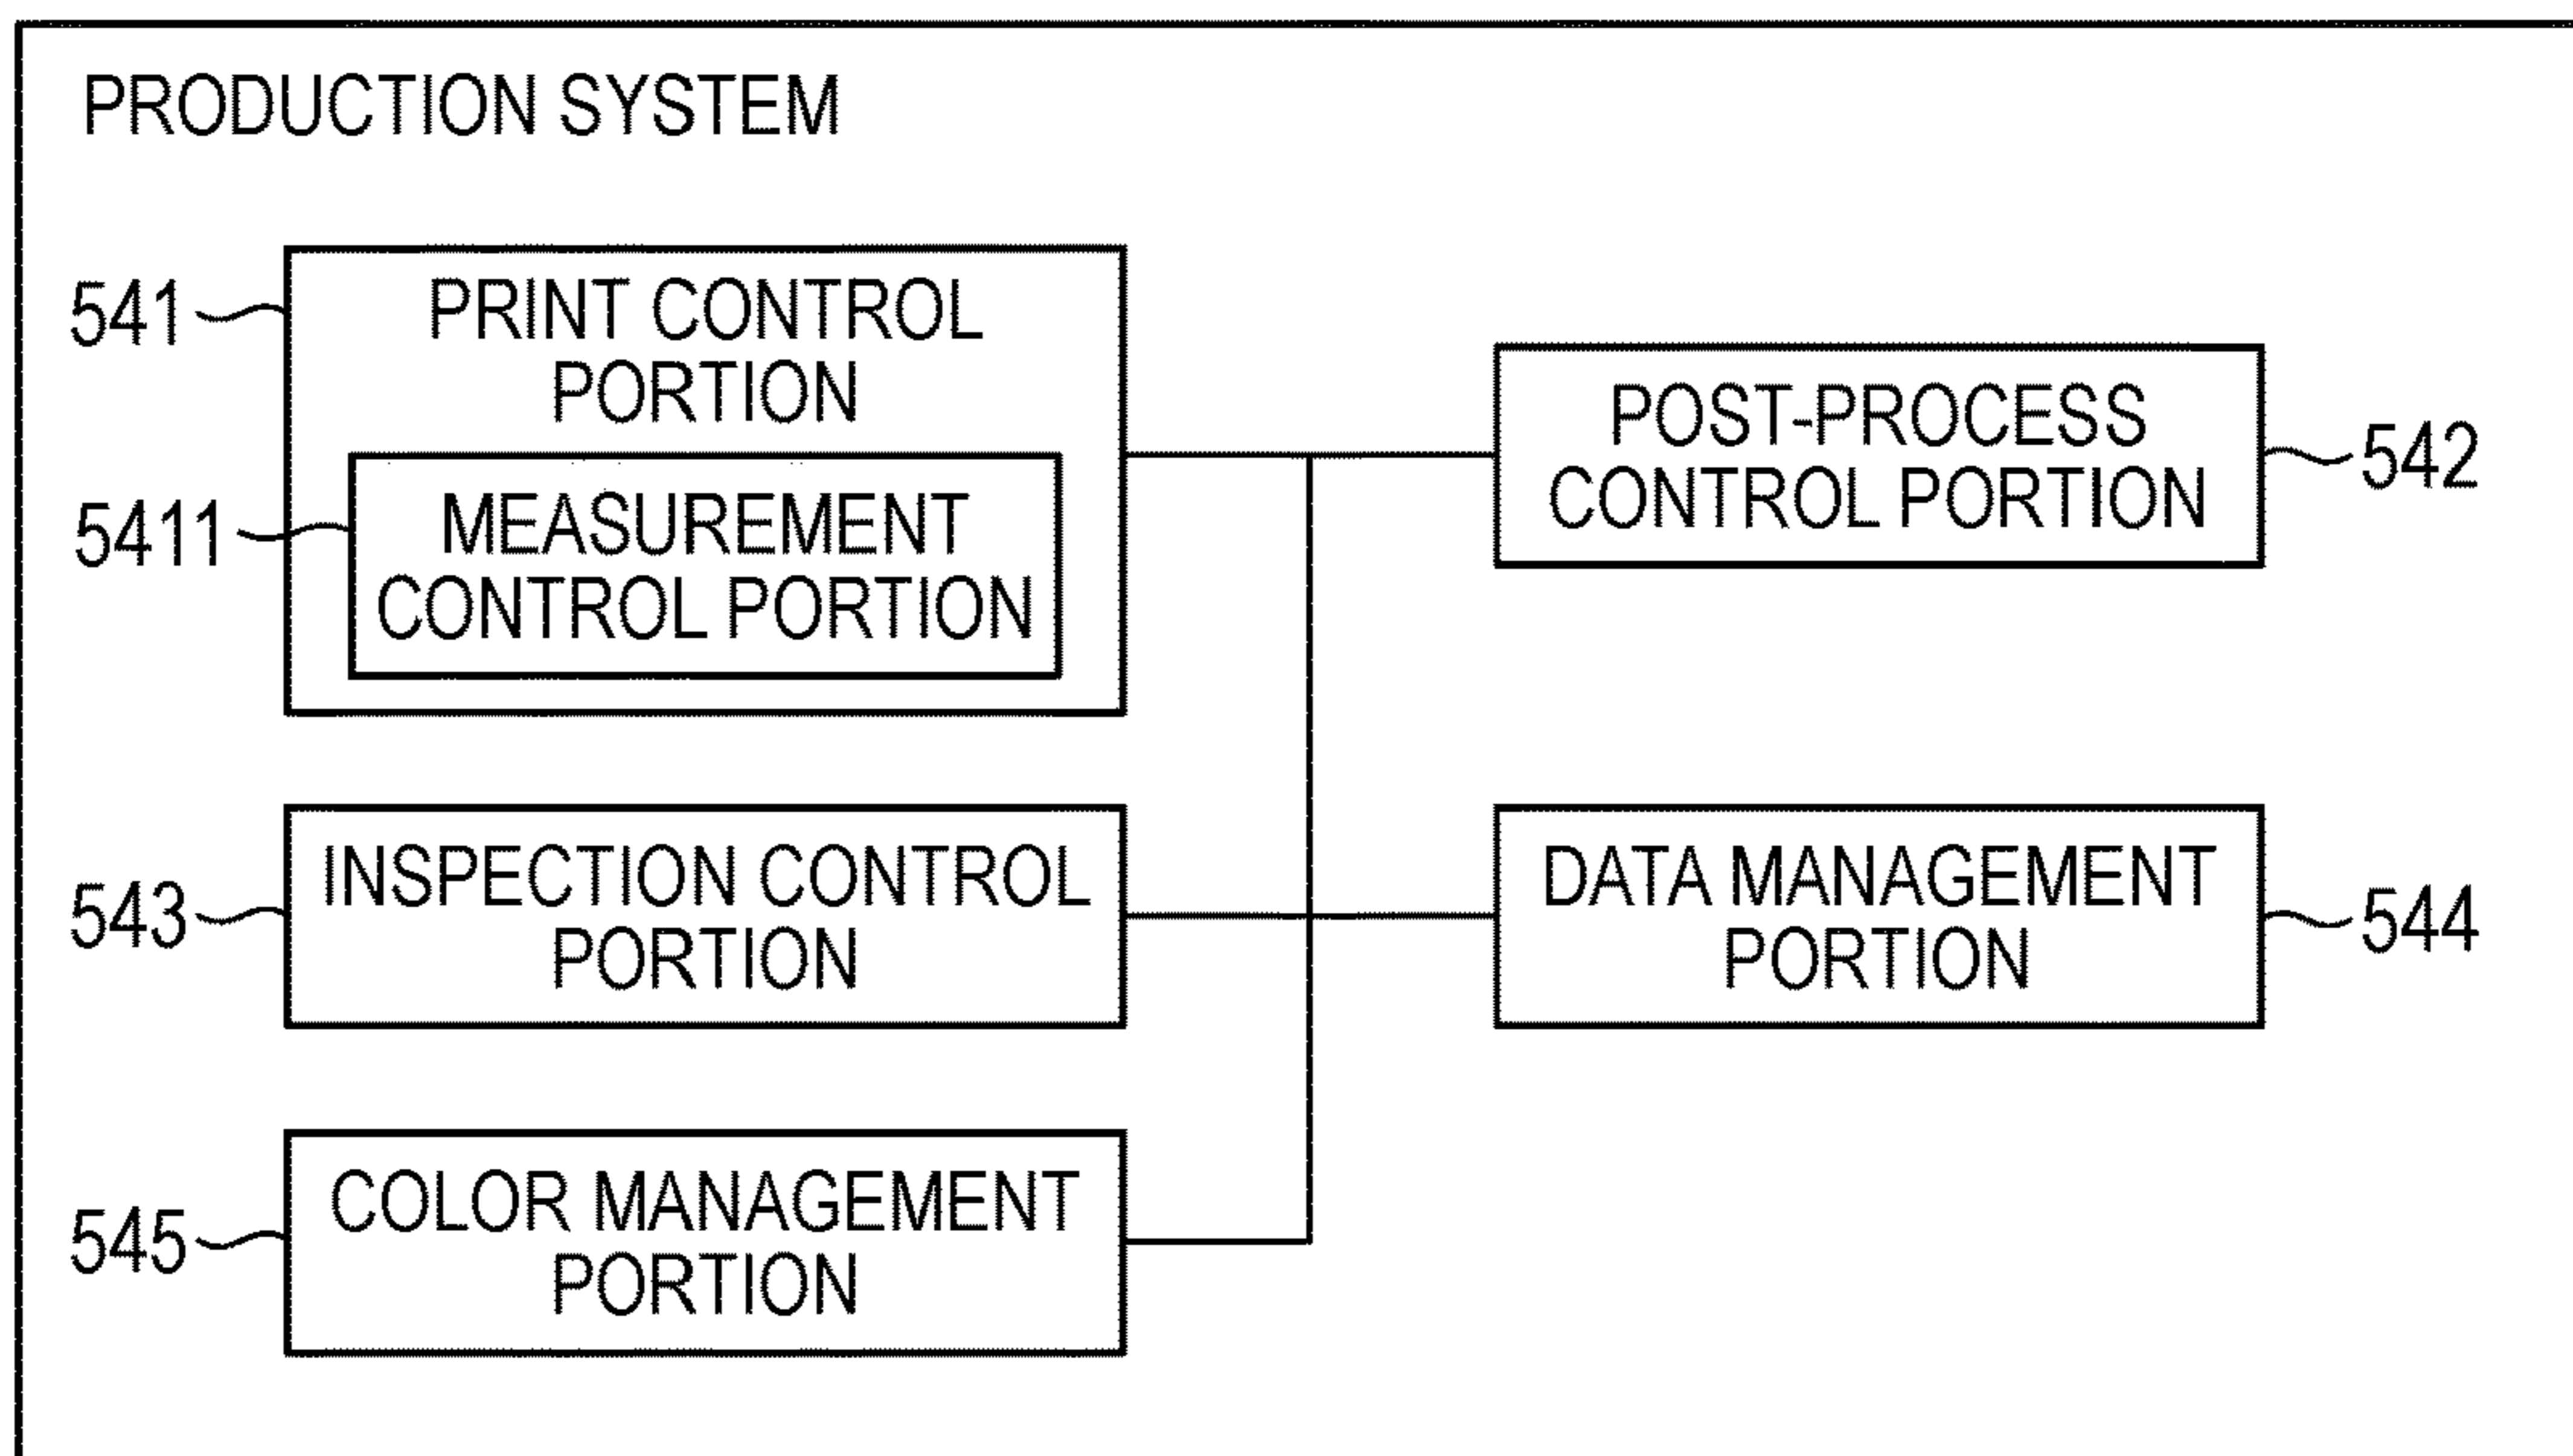 PRODUCTION SYSTEM
541
PRINT CONTROL
PORTION
5411
MEASUREMENT
CONTROL PORTION
POST-PROCESS
CONTROL PORTION
542
543
INSPECTION CONTROL
PORTION
DATA MANAGEMENT
PORTION
544
545
COLOR MANAGEMENT
PORTION